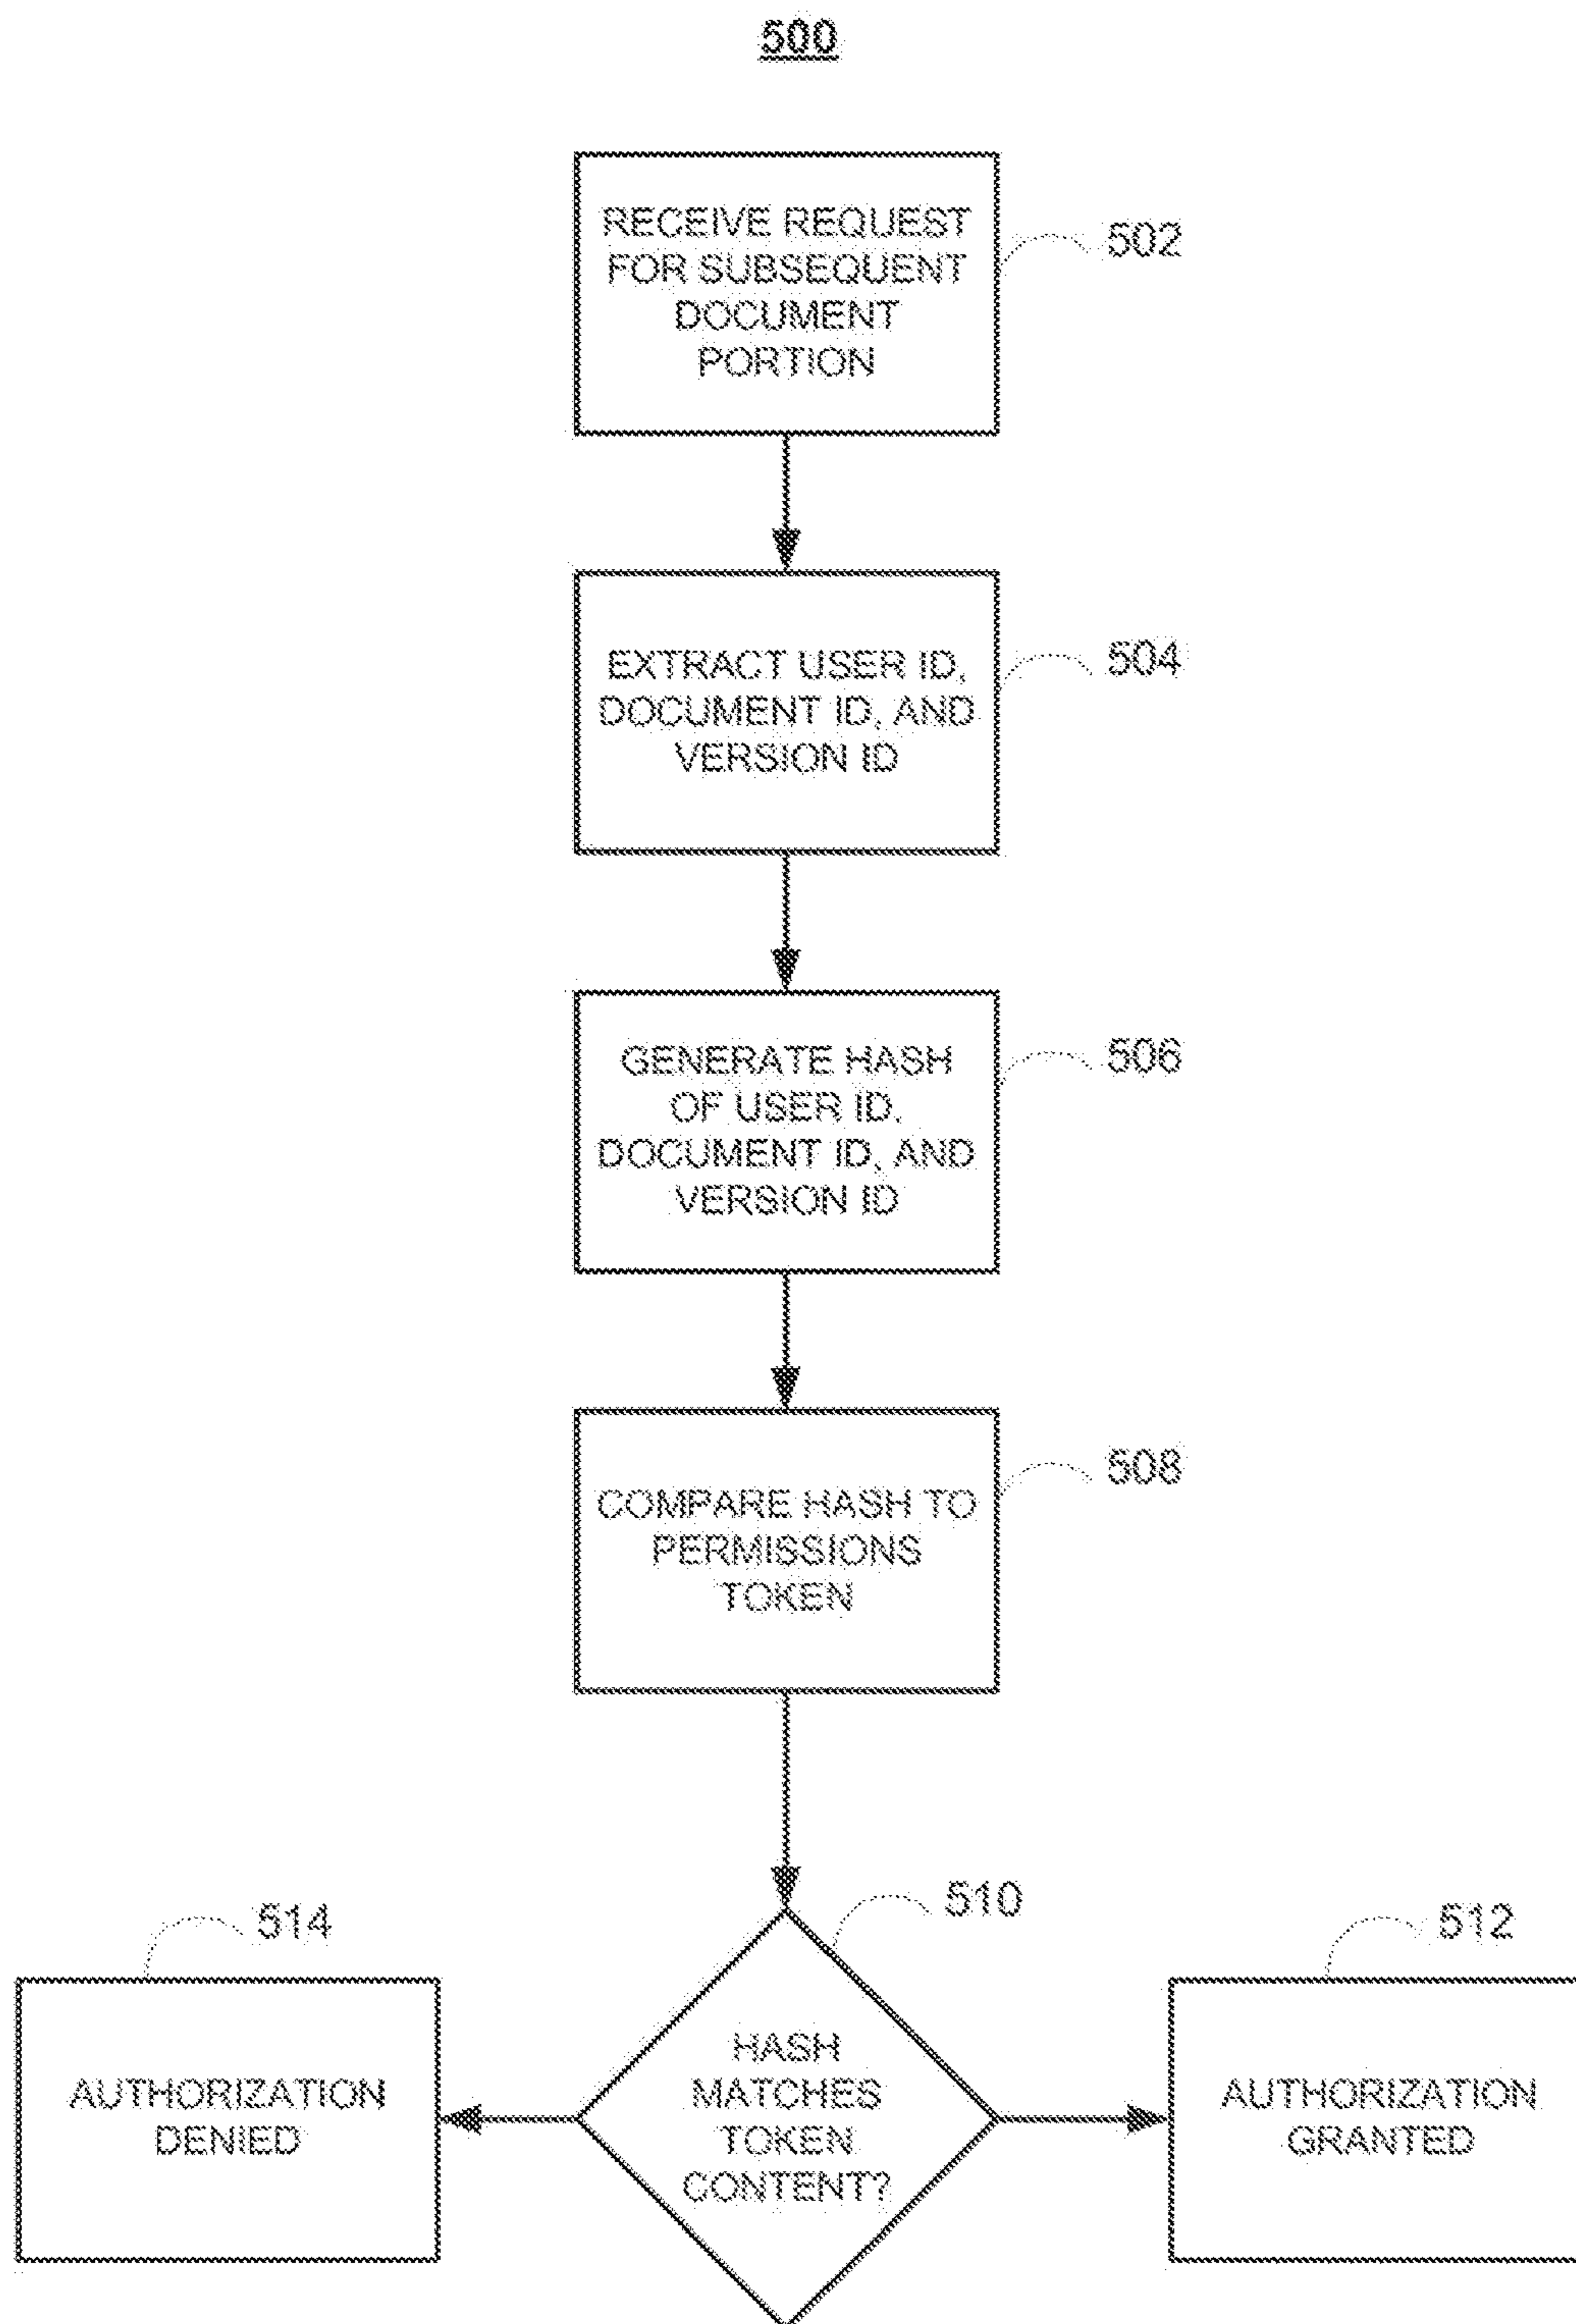 500
RECEIVE REQUEST
FOR SUBSEQUENT
DOCUMENT
PORTION
502
EXTRACT USER ID,
DOCUMENT ID, AND
VERSION ID
504
GENERATE HASH
OF USER ID,
DOCUMENT ID, AND
VERSION ID
506
COMPARE HASH TO
PERMISSIONS
TOKEN
508
510
HASH
MATCHES
TOKEN
CONTENT?
514
AUTHORIZATION
DENIED
512
AUTHORIZATION
GRANTED